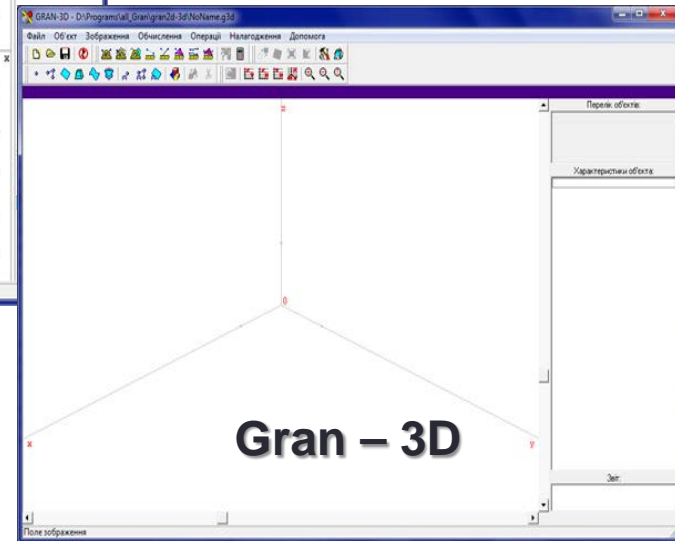 GRAN-3D - D:\Programs\all_Gran\gran2d-3d\NoName.g3d
Файл Об'єкт Зображення Обчислення Операції Налагодження Допомога
x
Перелік об'єктів:
z
Характеристики об'єкта:
0
Gran – 3D
x
y
Звіт:
Поле зображення